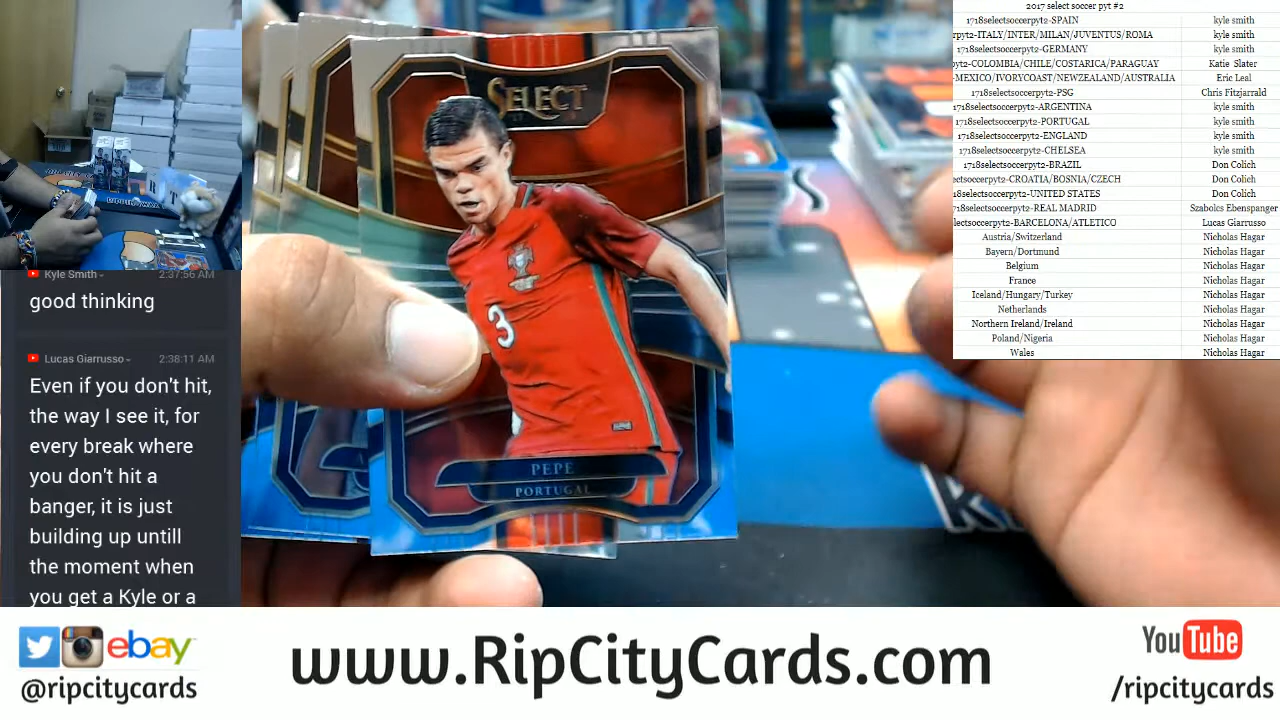 2017 select soccer pyt #2
1718selectsoccerpyt2-SPAIN kyle smith
pyt2-ITALY/INTER/MILAN/JUVENTUS/ROMA kyle smith
1718selectsoccerpyt2-GERMANY kyle smith
pyt2-COLOMBIA/CHILE/COSTARICA/PARAGUAY Katie Slater
-MEXICO/IVORYCOAST/NEWZEALAND/AUSTRALIA Eric Leal
1718selectsoccerpyt2-PSG Chris Fitzjarrald
1718selectsoccerpyt2-ARGENTINA kyle smith
1718selectsoccerpyt2-PORTUGAL kyle smith
1718selectsoccerpyt2-ENGLAND kyle smith
1718selectsoccerpyt2-CHELSEA kyle smith
1718selectsoccerpyt2-BRAZIL Don Colich
ectsoccerpyt2-CROATIA/BOSNIA/CZECH Don Colich
18selectsoccerpyt2-UNITED STATES Don Colich
718selectsoccerpyt2-REAL MADRID Szabolcs Ebenspanger
lectsoccerpyt2-BARCELONA/ATLETICO Lucas Giarrusso
Austria/Switzerland Nicholas Hagar
Bayern/Dortmund Nicholas Hagar
Belgium Nicholas Hagar
France Nicholas Hagar
Iceland/Hungary/Turkey Nicholas Hagar
Netherlands Nicholas Hagar
Northern Ireland/Ireland Nicholas Hagar
Poland/Nigeria Nicholas Hagar
Wales Nicholas Hagar
SELECT
3
PEPE
PORTUGAL
Kyle Smith 2:37:56 AM
good thinking
Lucas Giarrusso 2:38:11 AM
Even if you don't hit,
the way I see it, for
every break where
you don't hit a
banger, it is just
building up untill
the moment when
you get a Kyle or a
ebay
@ripcitycards
www.RipCityCards.com
YouTube
/ripcitycards